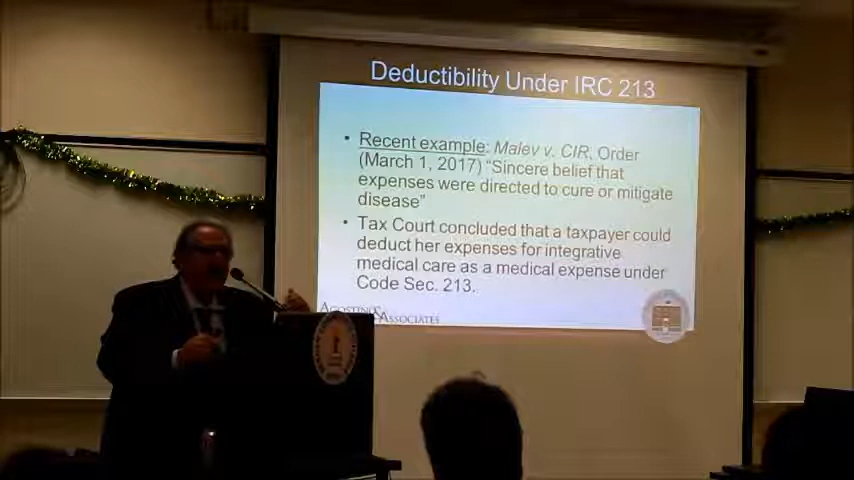 Deductibility Under IRC 213
• Recent example: Malev v. CIR, Order
(March 1, 2017) “Sincere belief that
expenses were directed to cure or mitigate
disease”
• Tax Court concluded that a taxpayer could
deduct her expenses for integrative
medical care as a medical expense under
Code Sec. 213.
AGOSTINO & ASSOCIATES